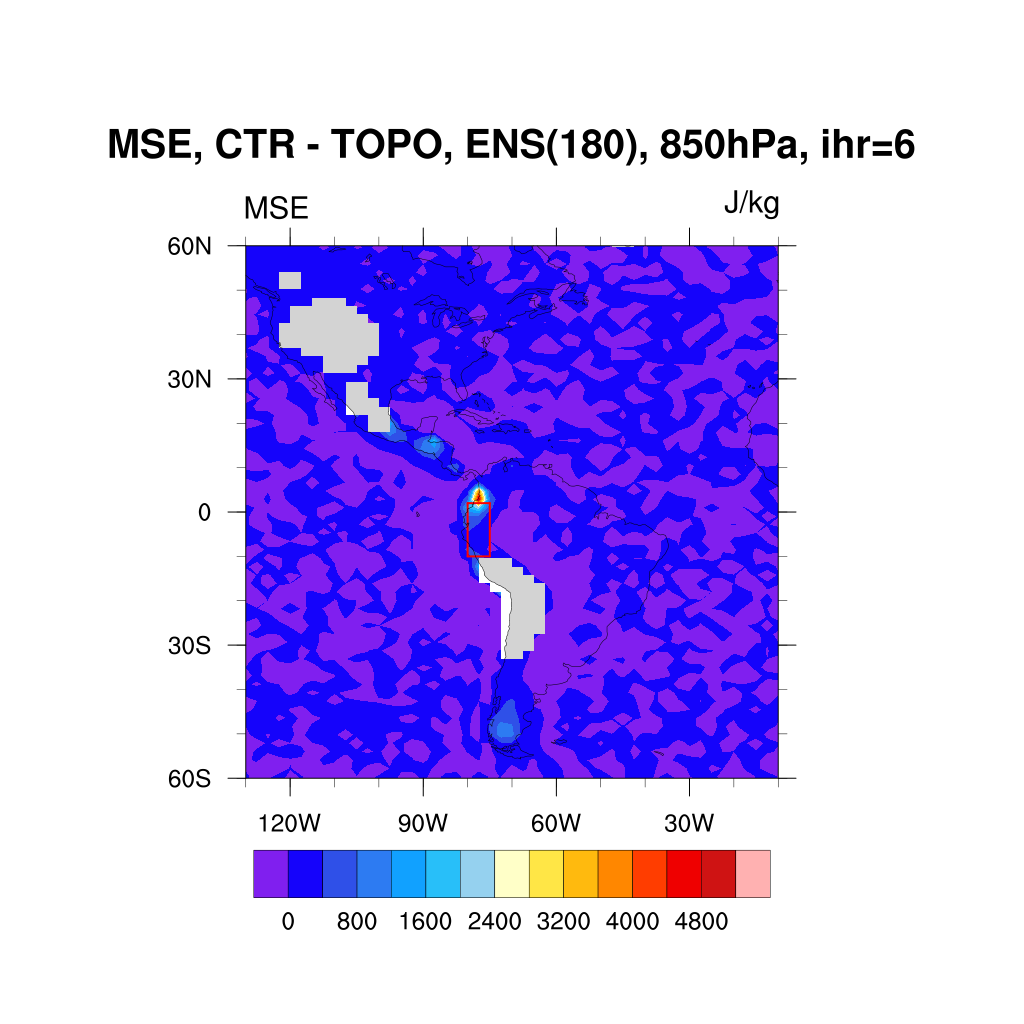 MSE, CTR - TOPO, ENS(180), 850hPa, ihr=6
MSE J/kg
60N
30N
0
30S
60S
120W 90W 60W 30W
0 800 1600 2400 3200 4000 4800